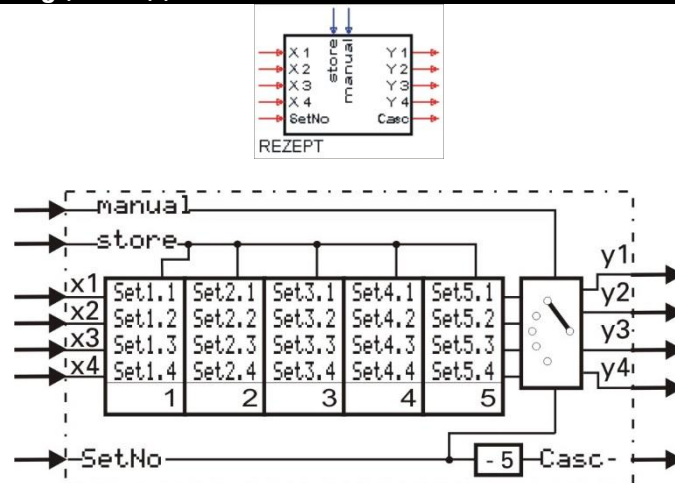 X1 store manual Y1
X2 Y2
X3 Y3
X4 Y4
SetNo Casc
REZEPT
manual
store
x1 Set1.1 Set2.1 Set3.1 Set4.1 Set5.1 y1
x2 Set1.2 Set2.2 Set3.2 Set4.2 Set5.2 y2
x3 Set1.3 Set2.3 Set3.3 Set4.3 Set5.3 y3
x4 Set1.4 Set2.4 Set3.4 Set4.4 Set5.4 y4
1 2 3 4 5
SetNo - 5 Casc